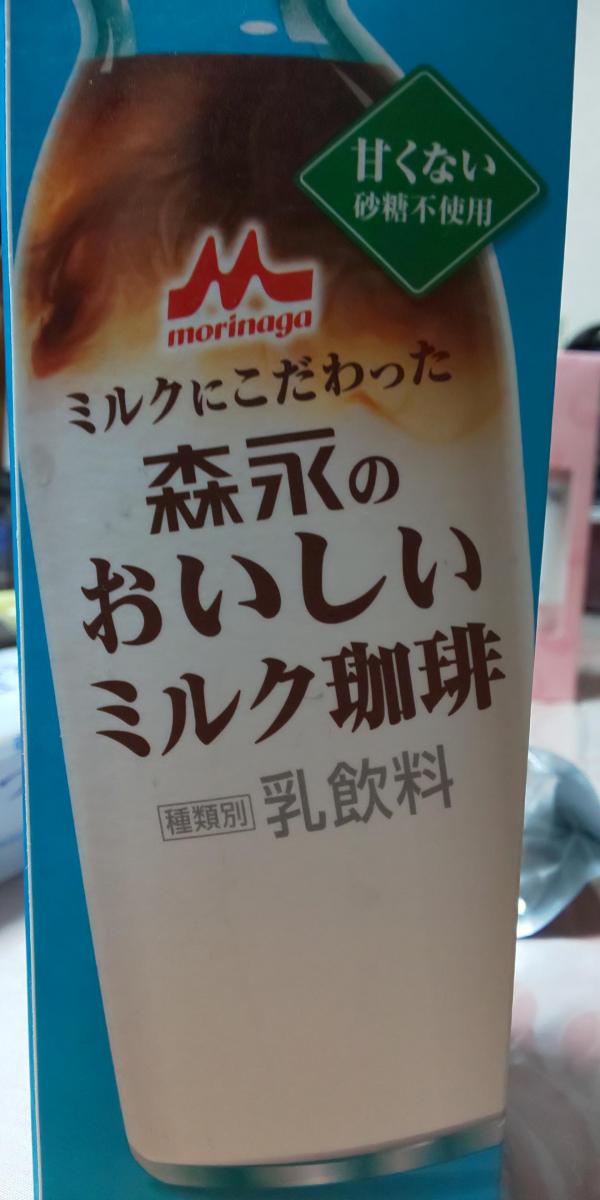 甘くない
砂糖不使用
morinaga
ミルクにこだわった
森永の
おいしい
ミルク珈琲
種類別 乳飲料